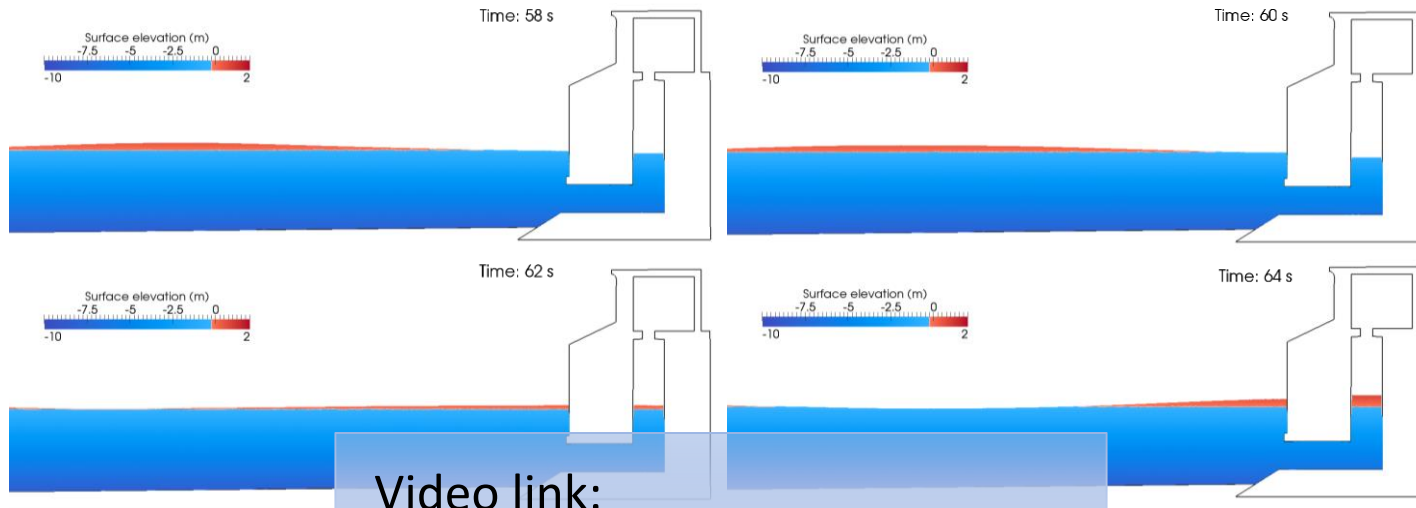 Time: 58 s
Surface elevation (m)
-7.5 -5 -2.5 0
-10 2
Time: 60 s
Surface elevation (m)
-7.5 -5 -2.5 0
-10 2
Time: 62 s
Surface elevation (m)
-7.5 -5 -2.5 0
-10 2
Time: 64 s
Surface elevation (m)
-7.5 -5 -2.5 0
-10 2
Video link: